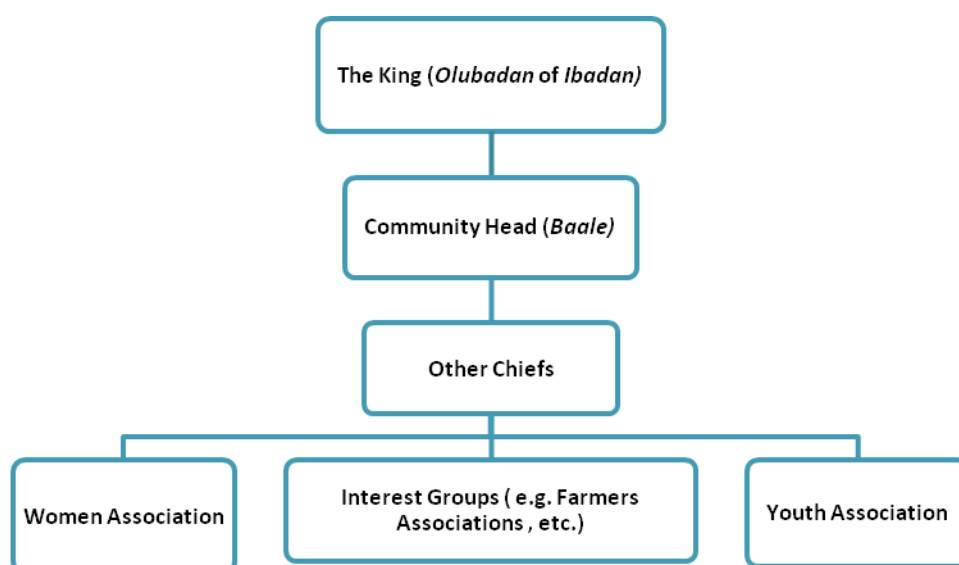 The King (Olubadan of Ibadan)
Community Head (Baale)
Other Chiefs
Women Association
Interest Groups ( e.g. Farmers
Associations , etc.)
Youth Association